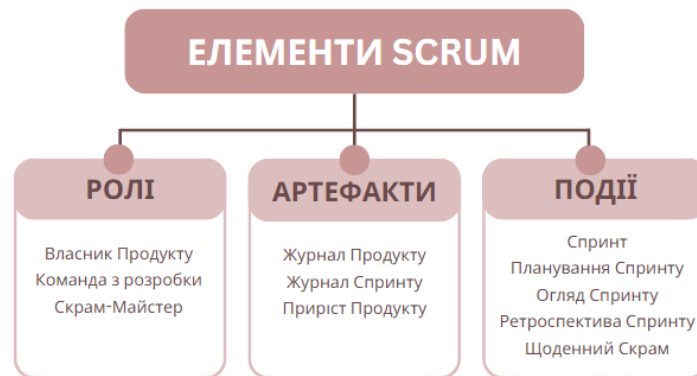 ЕЛЕМЕНТИ SCRUM
РОЛІ
Власник Продукту
Команда з розробки
Скрам-Майстер
АРТЕФАКТИ
Журнал Продукту
Журнал Спринту
Приріст Продукту
ПОДІЇ
Спринт
Планування Спринту
Огляд Спринту
Ретроспектива Спринту
Щоденний Скрам